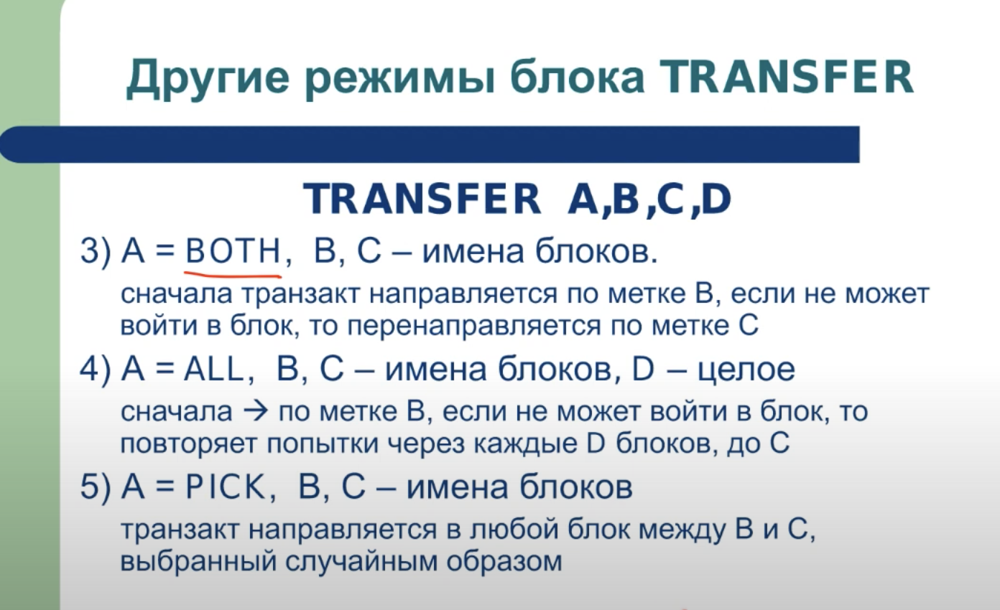 Другие режимы блока TRANSFER
TRANSFER A,B,C,D
3) A = BOTH, B, C – имена блоков.
сначала транзакт направляется по метке B, если не может
войти в блок, то перенаправляется по метке C
4) A = ALL, B, C – имена блоков, D – целое
сначала → по метке B, если не может войти в блок, то
повторяет попытки через каждые D блоков, до C
5) A = PICK, B, C – имена блоков
транзакт направляется в любой блок между B и C,
выбранный случайным образом